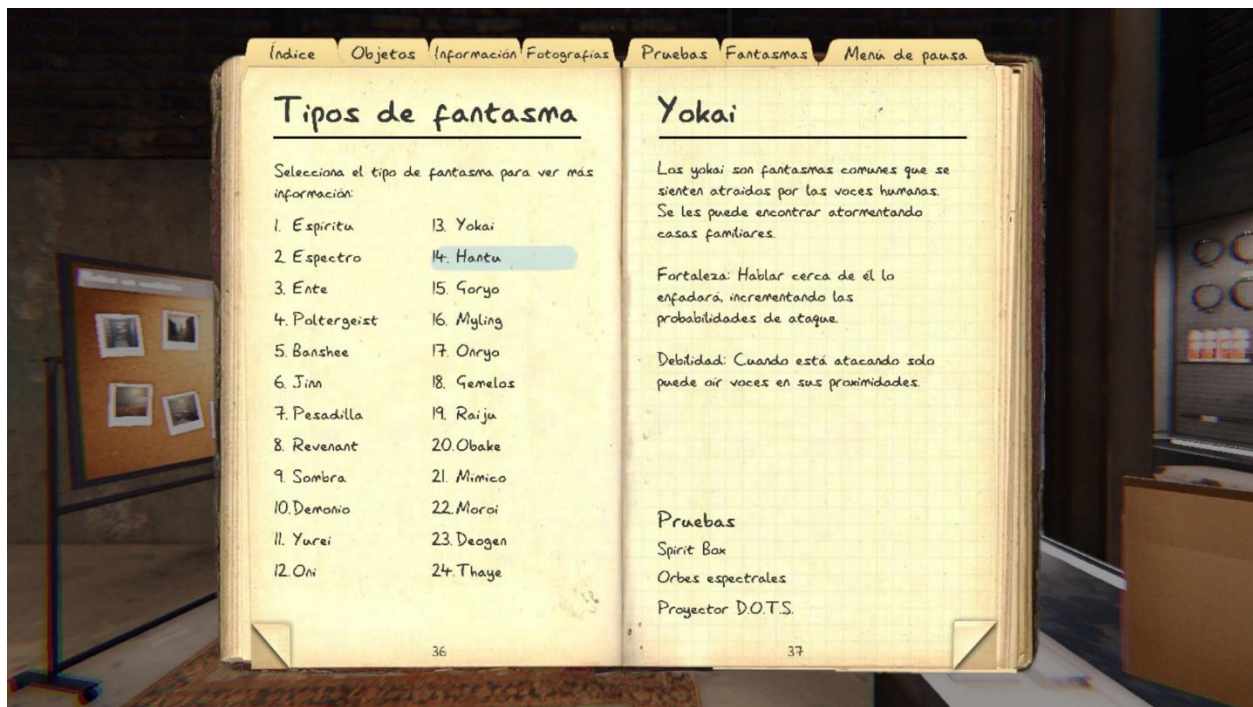 Índice Objetos Información Fotografías Pruebas Fantasmas Menú de pausa
Tipos de fantasma
Selecciona el tipo de fantasma para ver más
información:
1. Espíritu
2. Espectro
3. Ente
4. Poltergeist
5. Banshee
6. Jinn
7. Pesadilla
8. Revenant
9. Sombra
10. Demonio
11. Yurei
12. Oni
13. Yokai
14. Hantu
15. Goryo
16. Myling
17. Onryo
18. Gemelos
19. Raiju
20. Obake
21. Mímico
22. Moroi
23. Deogen
24. Thaye
36
Yokai
Los yokai son fantasmas comunes que se
sienten atraidos por las voces humanas.
Se les puede encontrar atormentando
casas familiares.
Fortaleza: Hablar cerca de él lo
enfadará, incrementando las
probabilidades de ataque.
Debilidad: Cuando está atacando solo
puede oír voces en sus proximidades.
Pruebas
Spirit Box
Orbes espectrales
Proyector D.O.T.S.
37